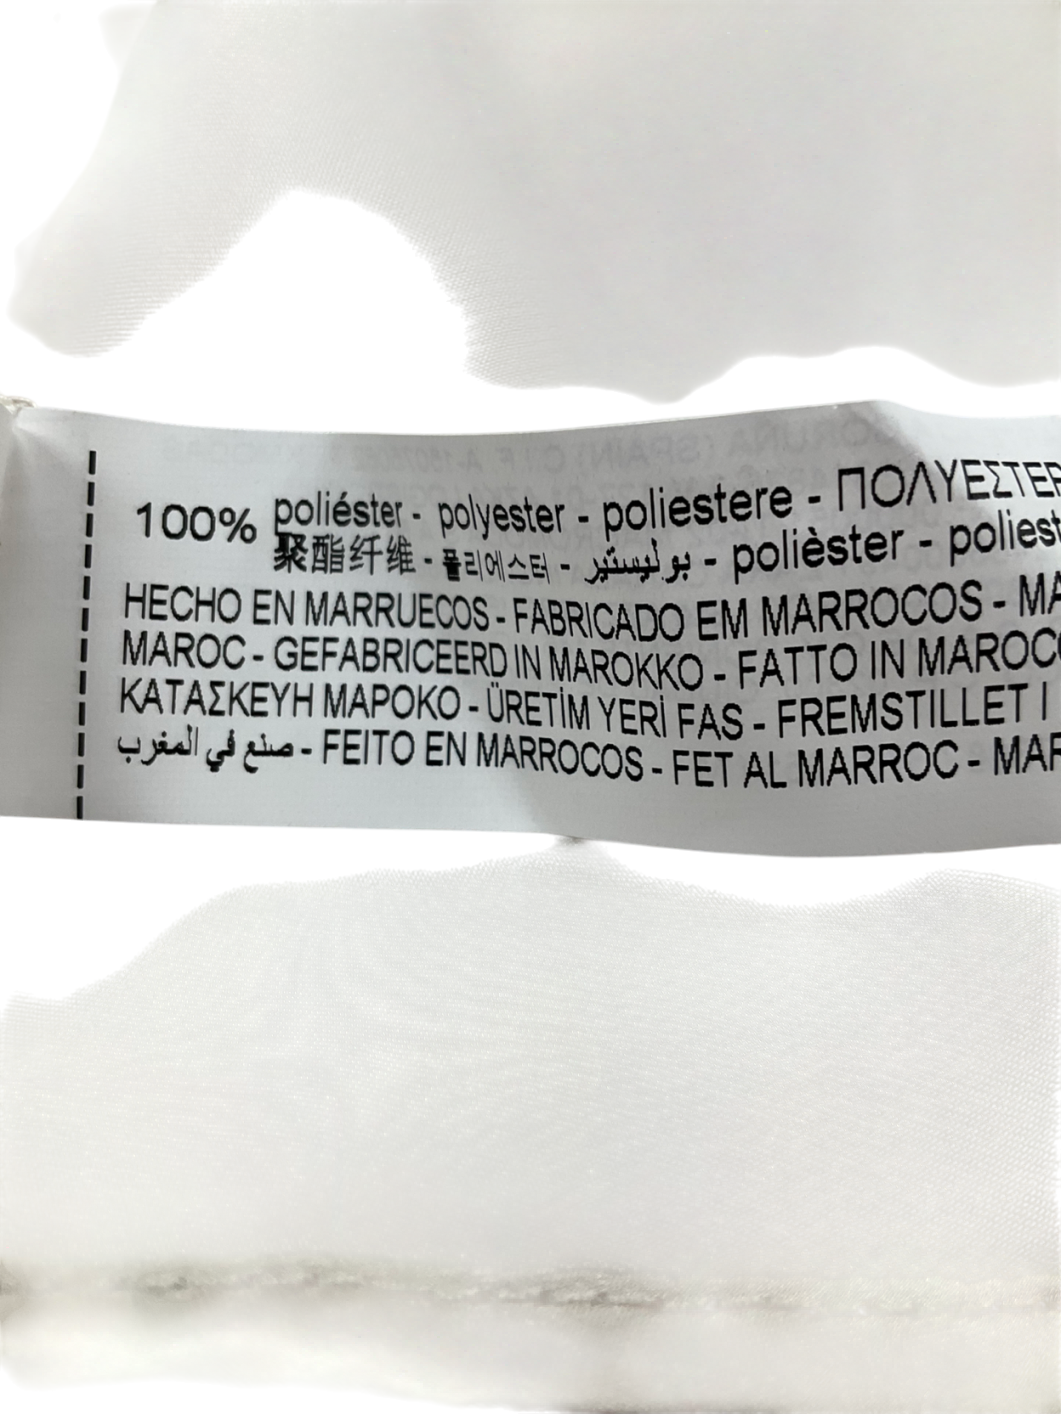 100% poliéster - polyester - poliestere - ΠΟΛΥΕΣΤΕΡ
聚酯纤维 - 폴리에스터 - بوليستير - polièster - poliest
HECHO EN MARRUECOS - FABRICADO EM MARROCOS - MA
MAROC - GEFABRICEERD IN MAROKKO - FATTO IN MAROC
ΚΑΤΑΣΚΕΥΗ ΜΑΡΟΚΟ - ÜRETİM YERİ FAS - FREMSTILLET I
صنع في المغرب - FEITO EN MARROCOS - FET AL MARROC - MAR